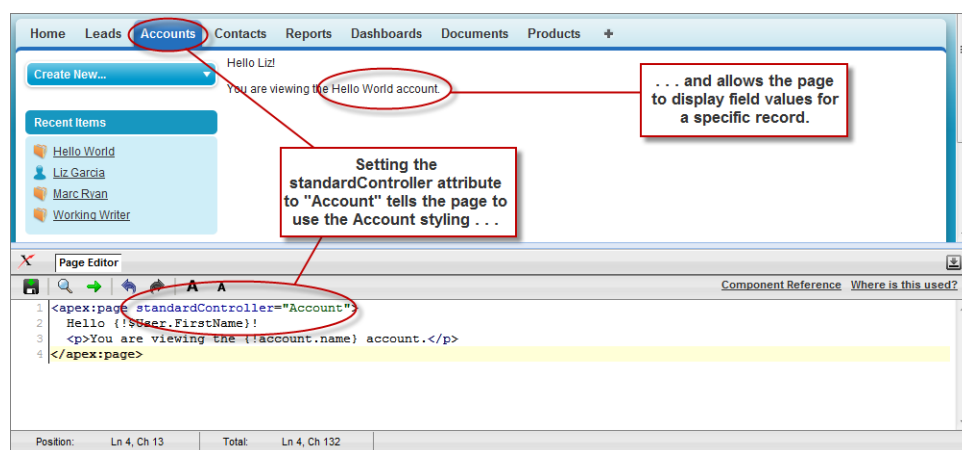 Home Leads Accounts Contacts Reports Dashboards Documents Products +
Create New...
Hello Liz!
You are viewing the Hello World account.
. . . and allows the page
to display field values for
a specific record.
Recent Items
Hello World
Liz Garcia
Marc Ryan
Working Writer
Setting the
standardController attribute
to "Account" tells the page to
use the Account styling . . .
Page Editor
A A
Component Reference Where is this used?
1 <apex:page standardController="Account">
2 Hello {!$User.FirstName}!
3 <p>You are viewing the {!account.name} account.</p>
4 </apex:page>
Position: Ln 4, Ch 13 Total: Ln 4, Ch 132